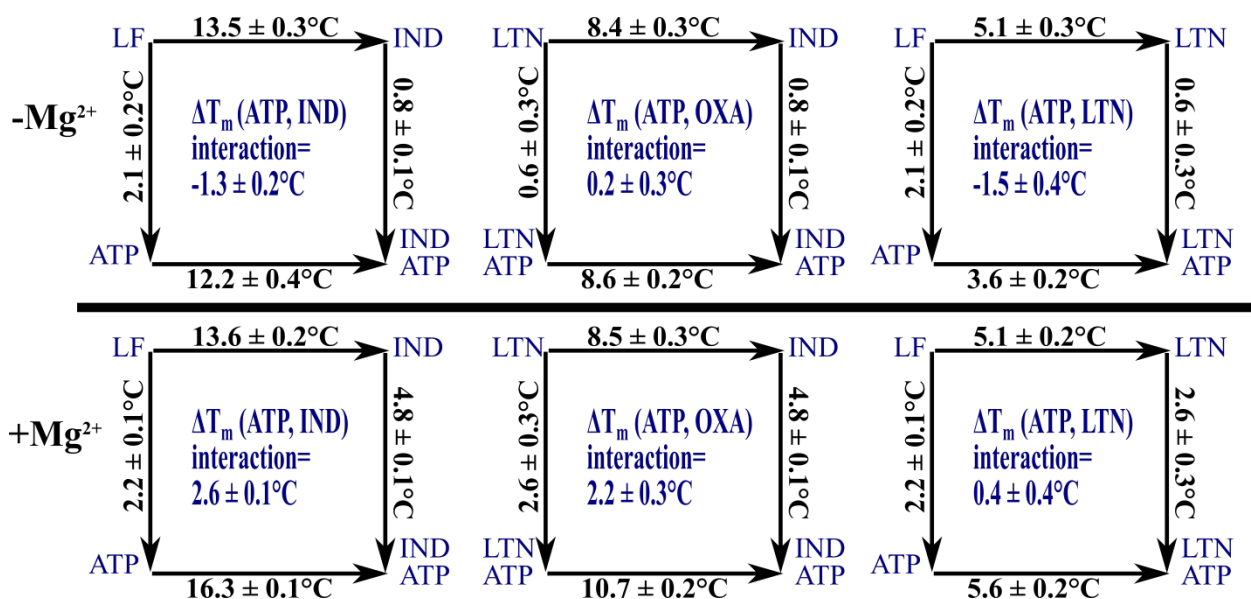 13.5 ± 0.3°C
LF
IND
2.1 ± 0.2°C
ΔTm (ATP, IND)
interaction=
-1.3 ± 0.2°C
0.8 ± 0.1°C
ATP
IND
ATP
12.2 ± 0.4°C
8.4 ± 0.3°C
LTN
IND
0.6 ± 0.3°C
ΔTm (ATP, OXA)
interaction=
0.2 ± 0.3°C
0.8 ± 0.1°C
LTN
ATP
IND
ATP
8.6 ± 0.2°C
5.1 ± 0.3°C
LF
LTN
2.1 ± 0.2°C
ΔTm (ATP, LTN)
interaction=
-1.5 ± 0.4°C
0.6 ± 0.3°C
ATP
LTN
ATP
3.6 ± 0.2°C
-Mg²⁺
13.6 ± 0.2°C
LF
IND
2.2 ± 0.1°C
ΔTm (ATP, IND)
interaction=
2.6 ± 0.1°C
4.8 ± 0.1°C
ATP
IND
ATP
16.3 ± 0.1°C
8.5 ± 0.3°C
LTN
IND
2.6 ± 0.3°C
ΔTm (ATP, OXA)
interaction=
2.2 ± 0.3°C
4.8 ± 0.1°C
LTN
ATP
IND
ATP
10.7 ± 0.2°C
5.1 ± 0.2°C
LF
LTN
2.2 ± 0.1°C
ΔTm (ATP, LTN)
interaction=
0.4 ± 0.4°C
2.6 ± 0.3°C
ATP
LTN
ATP
5.6 ± 0.2°C
+Mg²⁺